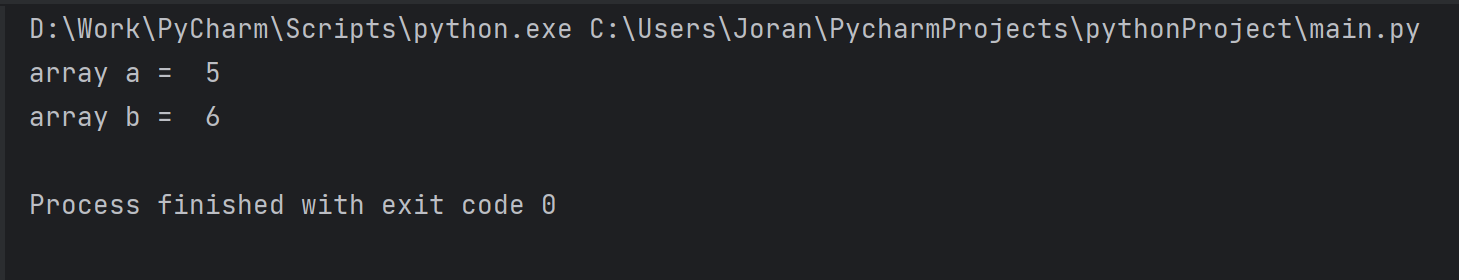 D:\Work\PyCharm\Scripts\python.exe C:\Users\Joran\PycharmProjects\pythonProject\main.py
array a =  5
array b =  6
Process finished with exit code 0